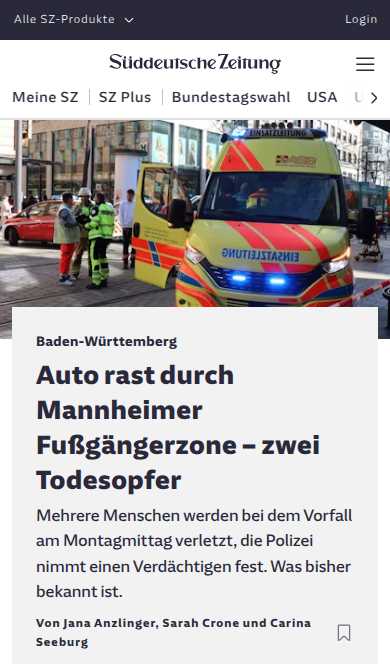 Alle SZ-Produkte
Login
Süddeutsche Zeitung
Meine SZ | SZ Plus | Bundestagswahl USA
EINSATZLEITUNG
EINSATZLEITUNG
Baden-Württemberg
Auto rast durch
Mannheimer
Fußgängerzone – zwei
Todesopfer
Mehrere Menschen werden bei dem Vorfall
am Montagmittag verletzt, die Polizei
nimmt einen Verdächtigen fest. Was bisher
bekannt ist.
Von Jana Anzlinger, Sarah Crone und Carina
Seeburg